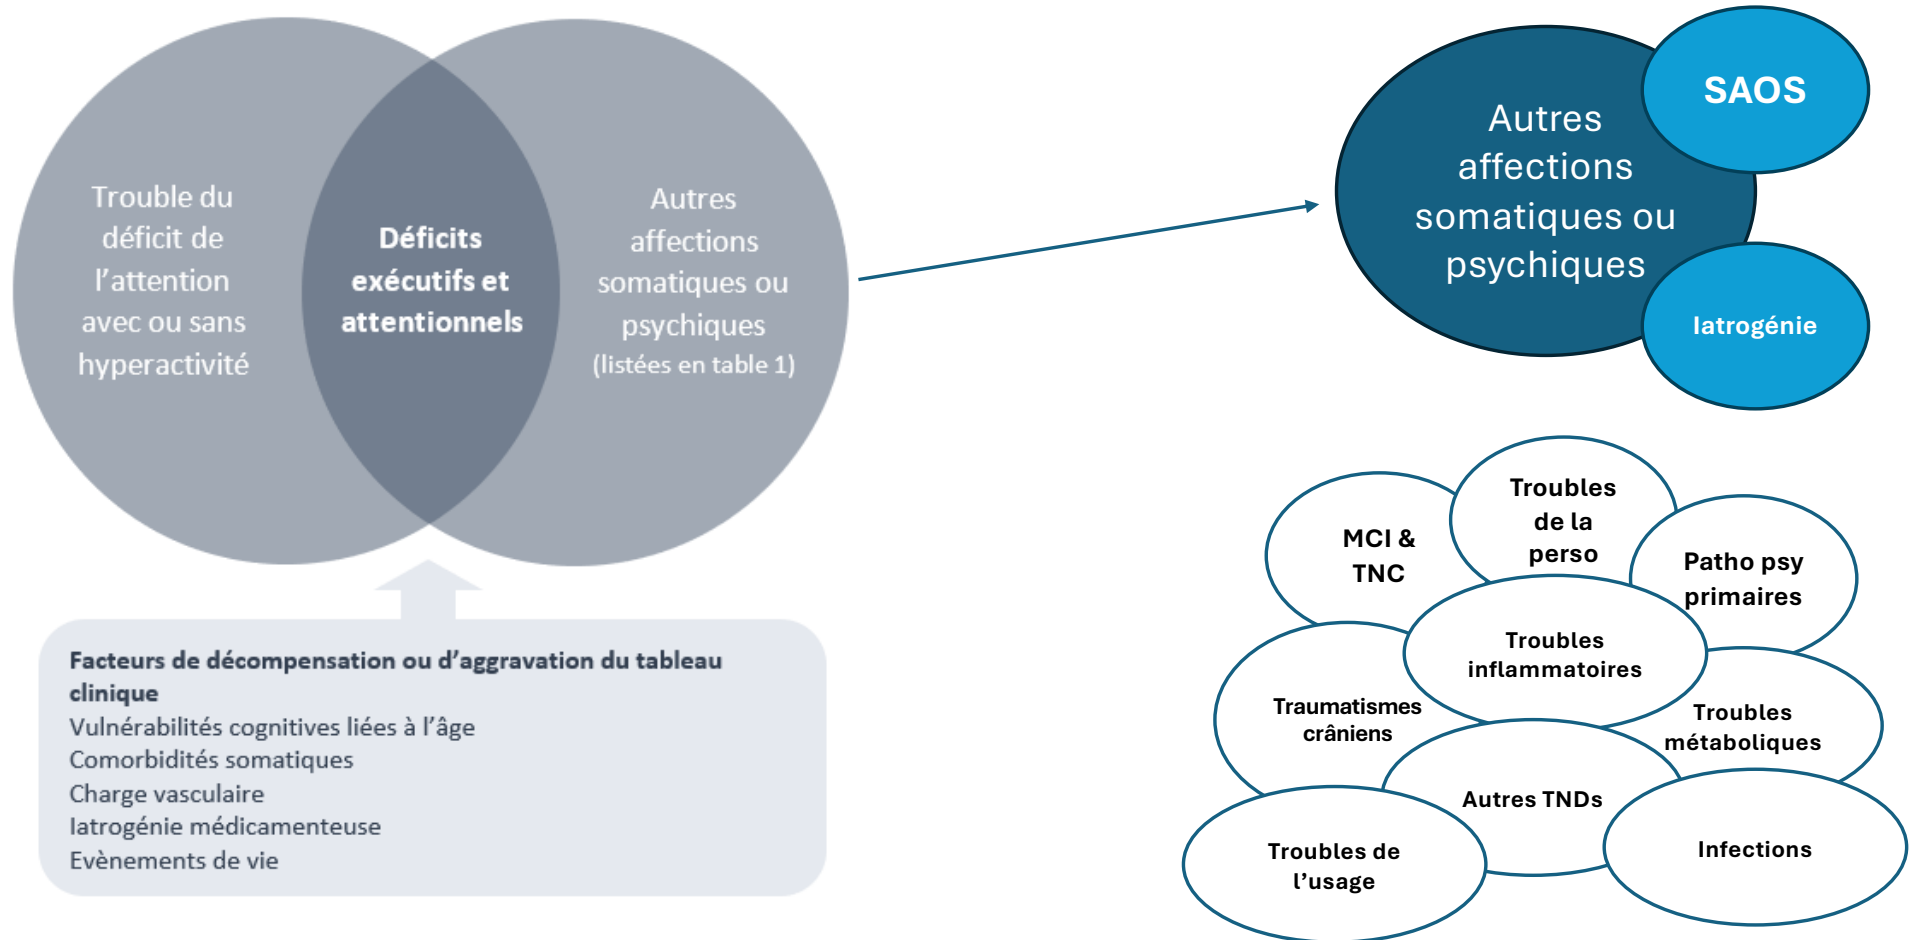 Trouble du
déficit de
l'attention
avec ou sans
hyperactivité
Déficits
exécutifs et
attentionnels
Autres
affections
somatiques ou
psychiques
(listées en table 1)
Facteurs de décompensation ou d'aggravation du tableau
clinique
Vulnérabilités cognitives liées à l'âge
Comorbidités somatiques
Charge vasculaire
Iatrogénie médicamenteuse
Evènements de vie
Autres
affections
somatiques ou
psychiques
SAOS
Iatrogénie
MCI &
TNC
Troubles
de la
perso
Patho psy
primaires
Troubles
inflammatoires
Traumatismes
crâniens
Troubles
métaboliques
Autres TNDs
Troubles de
l'usage
Infections